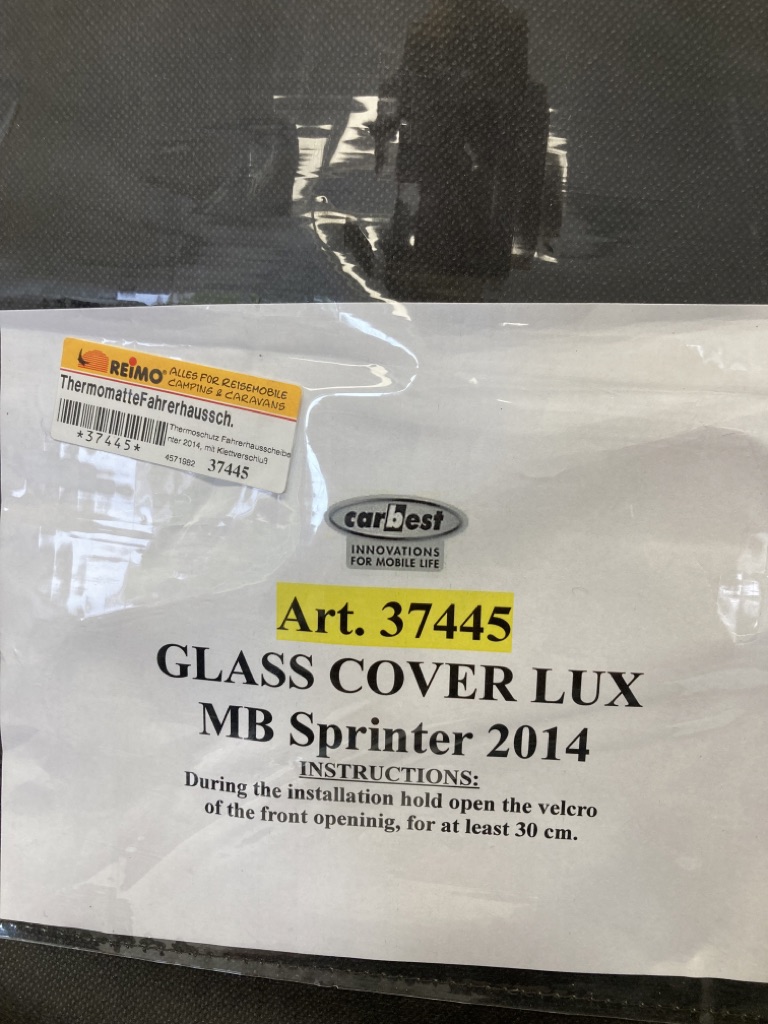 REIMO ALLES FÜR REISEMOBILE
CAMPING & CARAVANS
ThermomatteFahrerhaussch.
Thermoschutz Fahrerhausscheibe
nter 2014, mit Klettverschluß
*37445*
4571982 37445
carbest
INNOVATIONS
FOR MOBILE LIFE
Art. 37445
GLASS COVER LUX
MB Sprinter 2014
INSTRUCTIONS:
During the installation hold open the velcro
of the front openinig, for at least 30 cm.